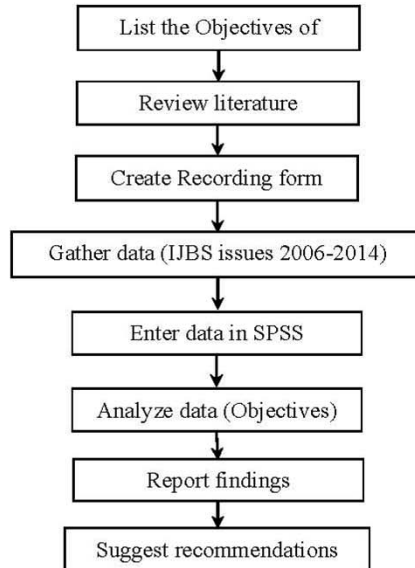 List the Objectives of
Review literature
Create Recording form
Gather data (IJBS issues 2006-2014)
Enter data in SPSS
Analyze data (Objectives)
Report findings
Suggest recommendations